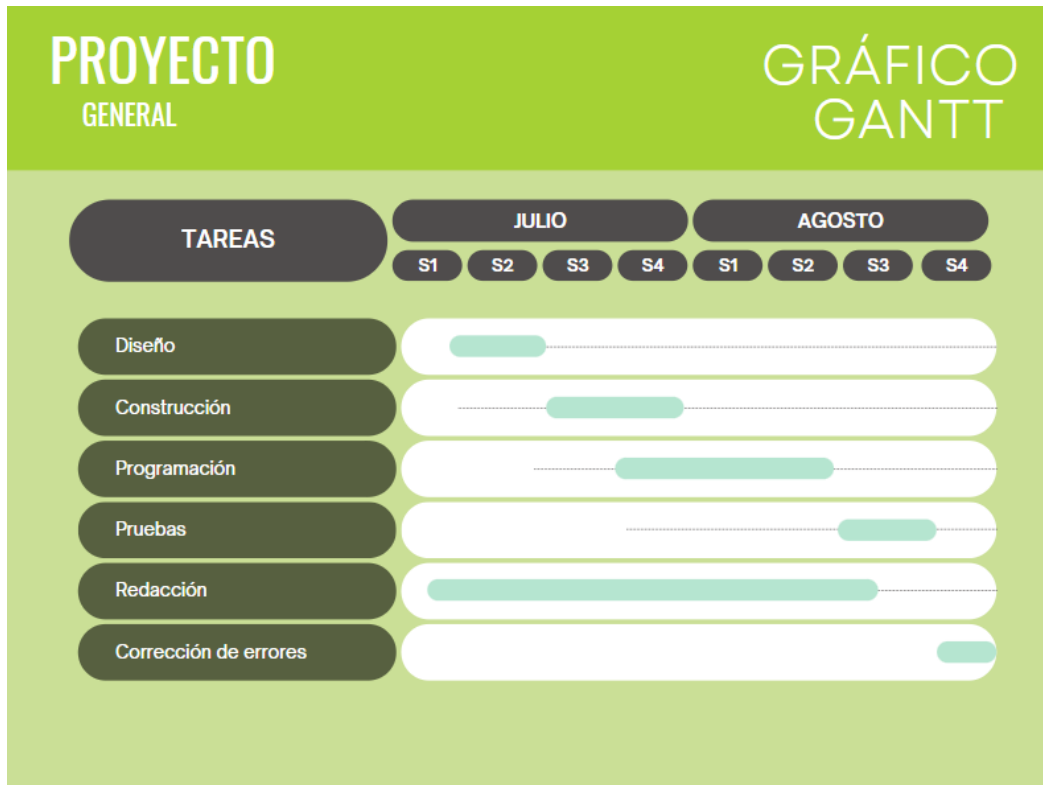 PROYECTO
GENERAL
GRÁFICO
GANTT
TAREAS
JULIO
AGOSTO
S1 S2 S3 S4 S1 S2 S3 S4
Diseño
Construcción
Programación
Pruebas
Redacción
Corrección de errores